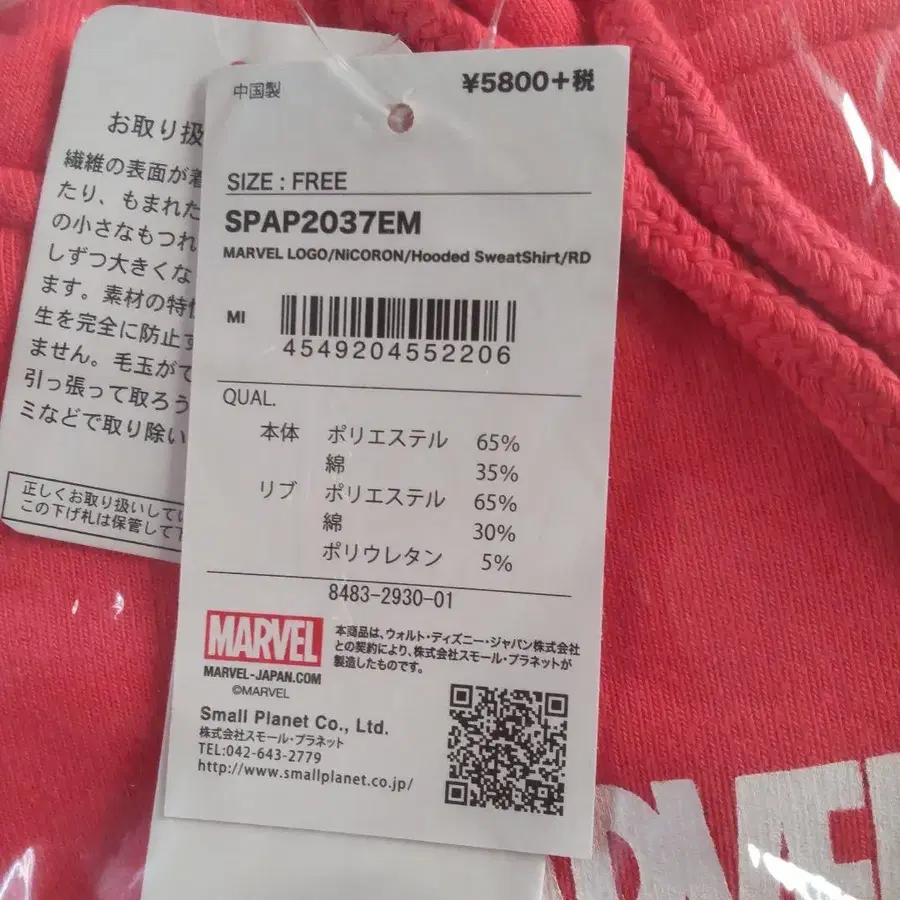 お取り扱
繊維の表面が着
たり、もまれた
の小さなもつれ
しずつ大きくな
ます。素材の特性
生を完全に防止す
ません。毛玉がで
引っ張って取ろう
ミなどで取り除い
正しくお取り扱いして
この下げ札は保管して下
中国製
¥5800+税
SIZE : FREE
SPAP2037EM
MARVEL LOGO/NiCORON/Hooded SweatShirt/RD
MI
4549204552206
QUAL.
本体 ポリエステル 65%
綿 35%
リブ ポリエステル 65%
綿 30%
ポリウレタン 5%
8483-2930-01
MARVEL
MARVEL-JAPAN.COM
©MARVEL
本商品は、ウォルト・ディズニー・ジャパン株式会社
との契約により、株式会社スモール・プラネットが
製造したものです。
Small Planet Co., Ltd.
株式会社スモール・プラネット
TEL:042-643-2779
http://www.smallplanet.co.jp/